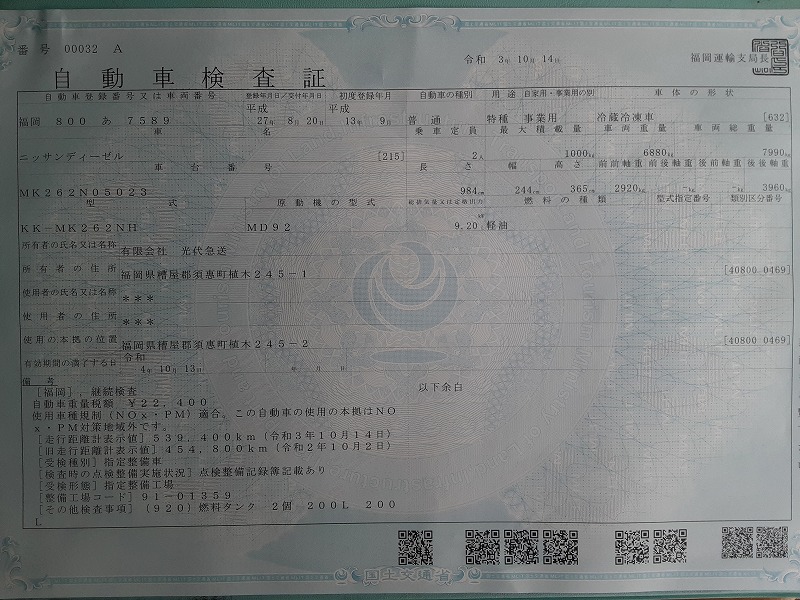 番号 00032 A
令和 3年 10月 14日
福岡運輸支局長
自動車検査証
自動車登録番号又は車両番号 登録年月日/交付年月日 初度登録年月 自動車の種別 用途 自家用・事業用の別 車体の形状
平成 平成
福岡 800 あ 7589 27年 8月 20日 13年 9月 普通 特種 事業用 冷蔵冷凍車 [632]
車名 乗車定員 最大積載量 車両重量 車両総重量
ニッサンディーゼル [215] 2人 1000kg 6880kg 7990kg
車台番号 長さ 幅 高さ 前前軸重 前後軸重 後前軸重 後後軸重
MK262N05023 984cm 244cm 365cm 2920kg -kg -kg 3960kg
型式 原動機の型式 総排気量又は定格出力 燃料の種類 型式指定番号 類別区分番号
KK-MK262NH MD92 9.20 kW 軽油
所有者の氏名又は名称 有限会社 光代急送
所有者の住所 福岡県糟屋郡須惠町植木245-1 [40800 0469]
使用者の氏名又は名称 ***
使用者の住所 ***
使用の本拠の位置 福岡県糟屋郡須惠町植木245-2 [40800 0469]
有効期間の満了する日 令和
4年 10月 13日 年 月 日
備考
[福岡], 継続検査 以下余白
自動車重量税額 ¥22,400
使用車種規制(NOx・PM)適合。この自動車の使用の本拠はNO
x・PM対策地域外です。
[走行距離計表示値] 539,400km (令和3年10月14日)
[旧走行距離計表示値] 454,800km (令和2年10月2日)
[受検種別] 指定整備車
[検査時の点検整備実施状況] 点検整備記録簿記載あり
[受検形態] 指定整備工場
[整備工場コード] 91-01359
[その他検査事項] (920) 燃料タンク 2個 200L 200
L
国土交通省